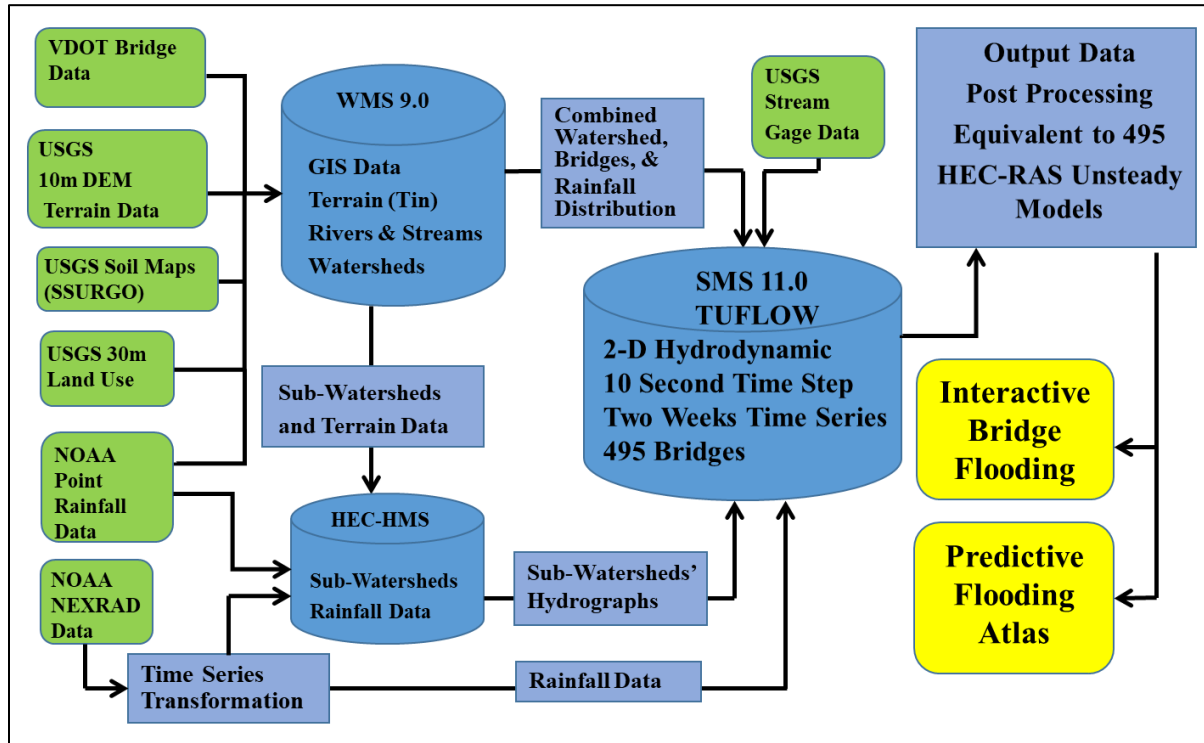 VDOT Bridge
Data
USGS
10m DEM
Terrain Data
USGS Soil Maps
(SSURGO)
USGS 30m
Land Use
NOAA
Point
Rainfall
Data
NOAA
NEXRAD
Data
Time Series
Transformation
WMS 9.0
GIS Data
Terrain (Tin)
Rivers & Streams
Watersheds
Sub-Watersheds
and Terrain Data
HEC-HMS
Sub-Watersheds
Rainfall Data
Combined
Watershed,
Bridges, &
Rainfall
Distribution
Sub-Watersheds’
Hydrographs
Rainfall Data
USGS
Stream
Gage Data
SMS 11.0
TUFLOW
2-D Hydrodynamic
10 Second Time Step
Two Weeks Time Series
495 Bridges
Output Data
Post Processing
Equivalent to 495
HEC-RAS Unsteady
Models
Interactive
Bridge
Flooding
Predictive
Flooding
Atlas